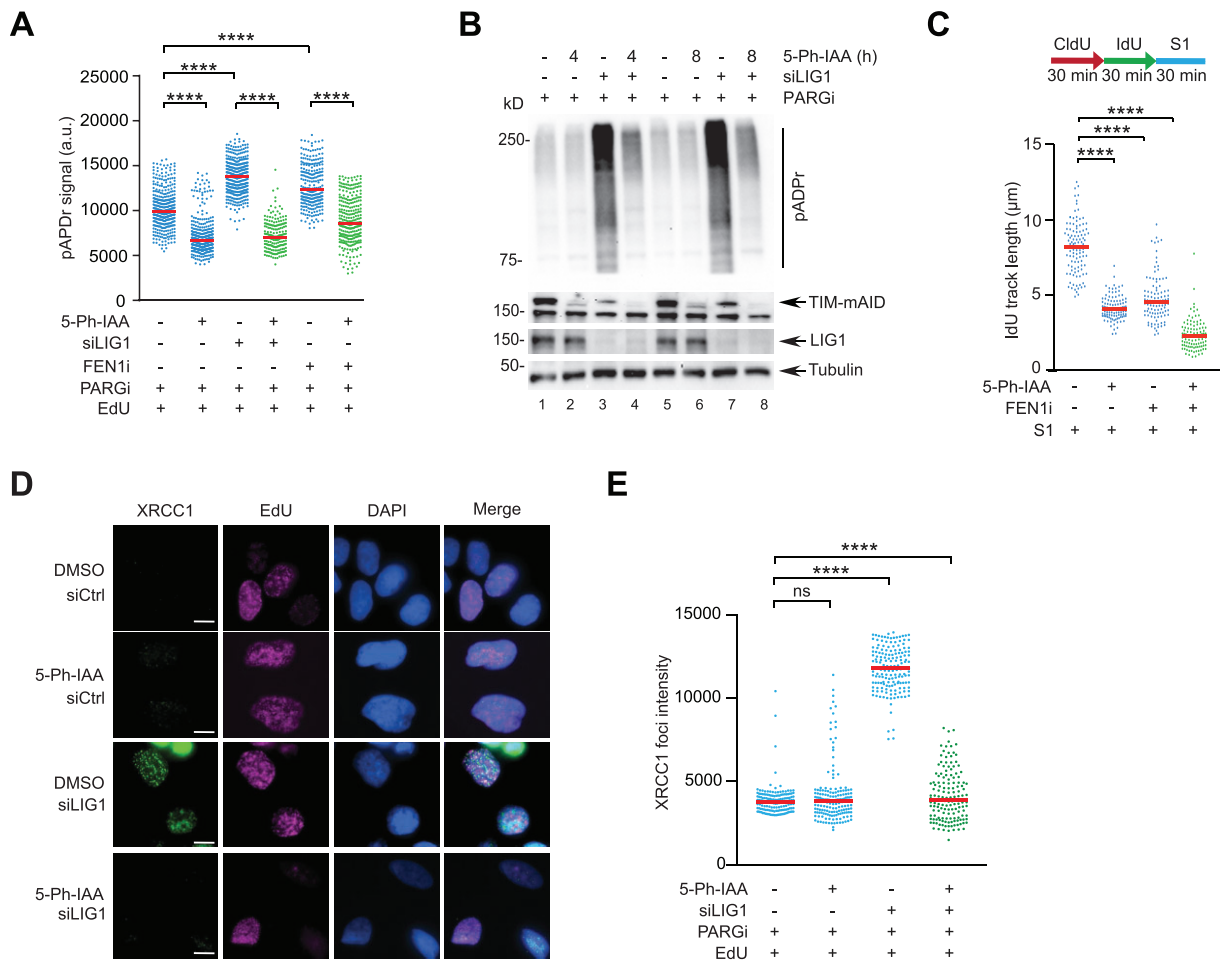 A
**** 
**** 
**** **** ****
25000
20000
15000
10000
5000
0
pAPDr signal (a.u.)
5-Ph-IAA - + - + - +
siLIG1 - - + + - -
FEN1i - - - - + +
PARGi + + + + + +
EdU + + + + + +
B
- 4 - 4 - 8 - 8 5-Ph-IAA (h)
- - + + - - + + siLIG1
+ + + + + + + + PARGi
kD
250-
75-
pADPr
150-
TIM-mAID
150-
LIG1
50-
Tubulin
1 2 3 4 5 6 7 8
C
CldU IdU S1
30 min 30 min 30 min
****
****
****
15
10
5
0
IdU track length (μm)
5-Ph-IAA - + - +
FEN1i - - + +
S1 + + + +
D
XRCC1 EdU DAPI Merge
DMSO
siCtrl
5-Ph-IAA
siCtrl
DMSO
siLIG1
5-Ph-IAA
siLIG1
E
****
****
ns
15000
10000
5000
0
XRCC1 foci intensity
5-Ph-IAA - + - +
siLIG1 - - + +
PARGi + + + +
EdU + + + +